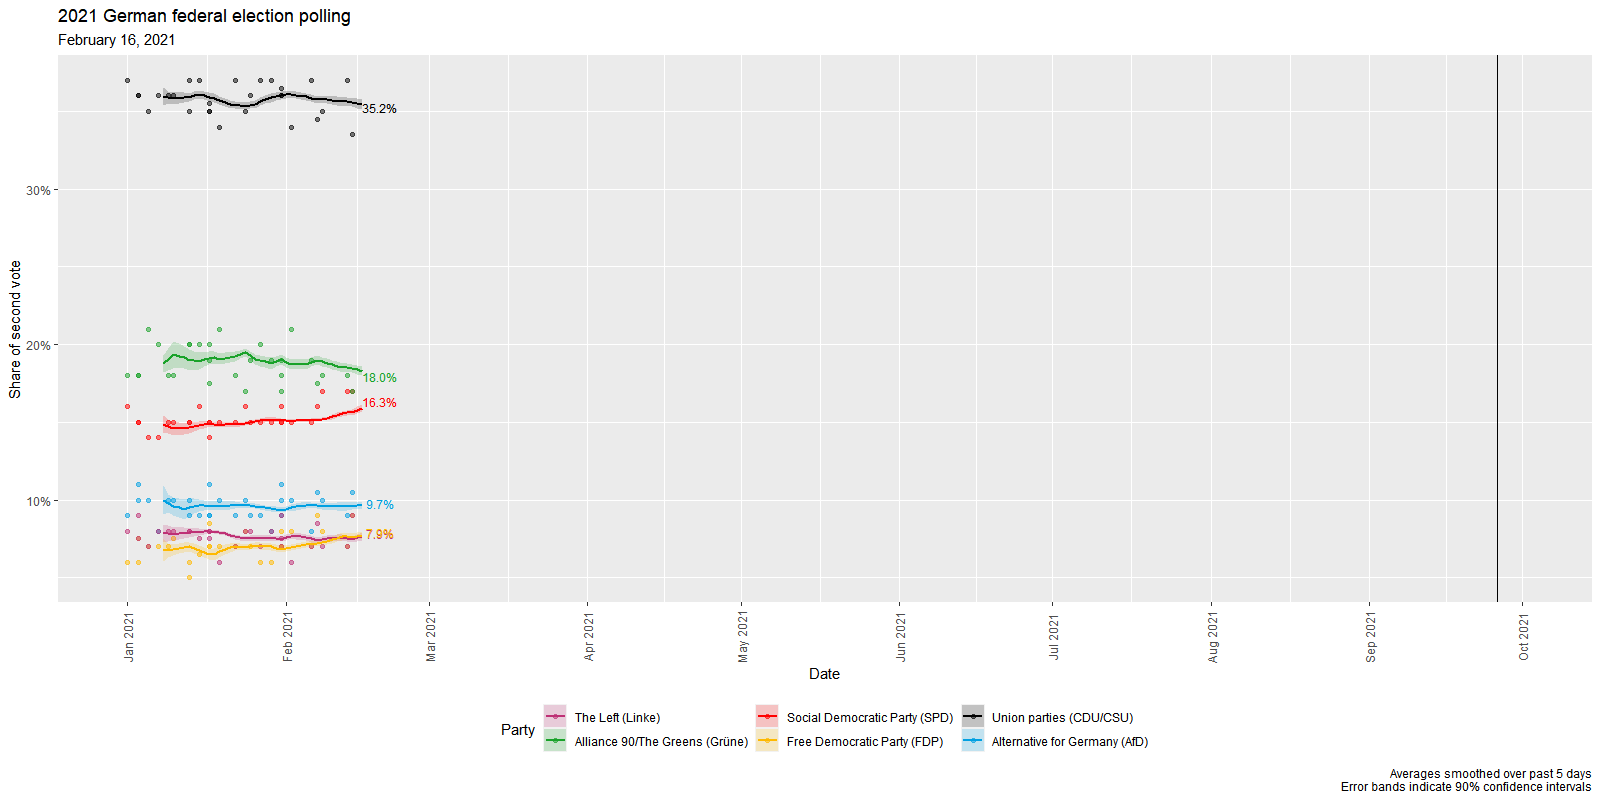 2021 German federal election polling
February 16, 2021
Share of second vote
30%
20%
10%
35.2%
18.0%
16.3%
9.7%
7.9%
Jan 2021
Feb 2021
Mar 2021
Apr 2021
May 2021
Jun 2021
Jul 2021
Aug 2021
Sep 2021
Oct 2021
Date
Party
The Left (Linke)
Social Democratic Party (SPD)
Union parties (CDU/CSU)
Alliance 90/The Greens (Grüne)
Free Democratic Party (FDP)
Alternative for Germany (AfD)
Averages smoothed over past 5 days
Error bands indicate 90% confidence intervals